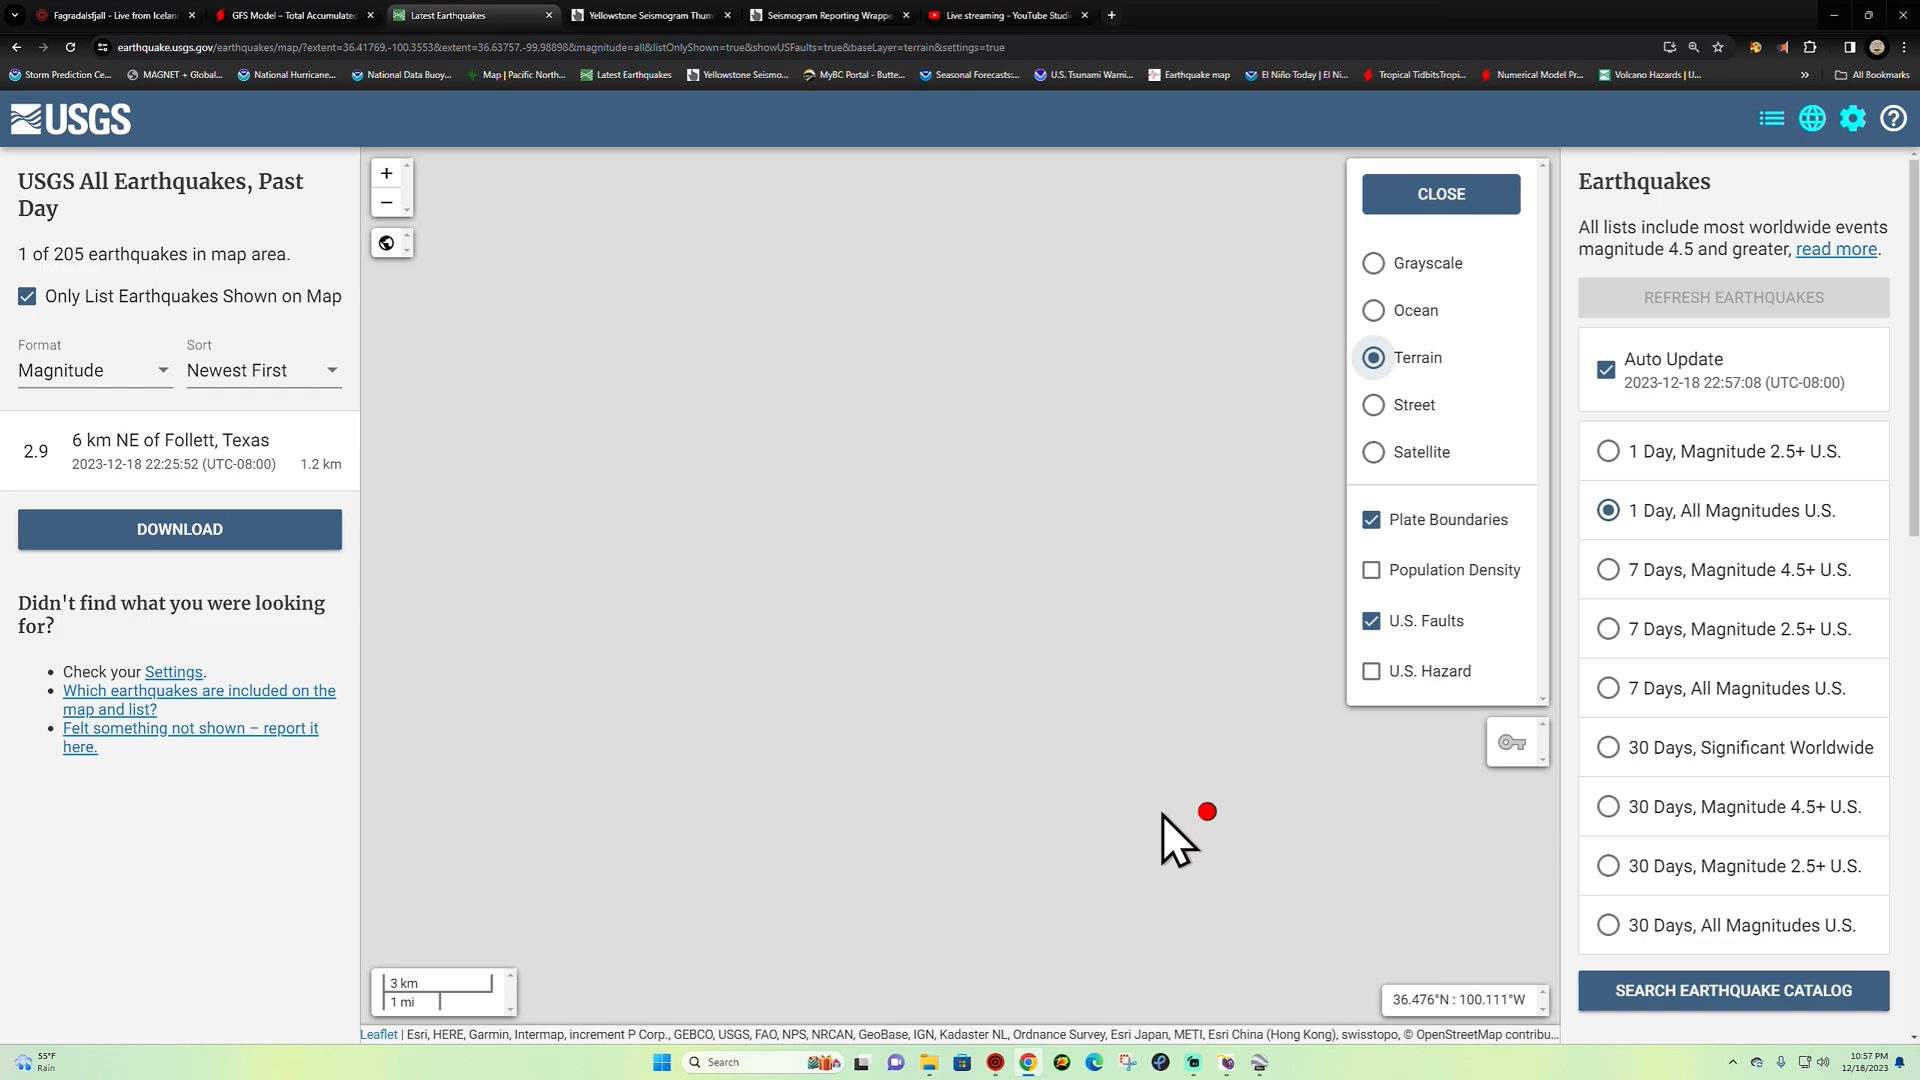 Fagradalsfjall - Live from Icelan
GFS Model – Total Accumulated
Latest Earthquakes
Yellowstone Seismogram Thum
Seismogram Reporting Wrappe
Live streaming - YouTube Studi
earthquake.usgs.gov/earthquakes/map/?extent=36.41769,-100.3553&extent=36.63757,-99.98898&magnitude=all&listOnlyShown=true&showUSFaults=true&baseLayer=terrain&settings=true
Storm Prediction Ce...
MAGNET + Global...
National Hurricane...
National Data Buoy...
Map | Pacific North...
Latest Earthquakes
Yellowstone Seismo...
MyBC Portal - Butte...
Seasonal Forecasts:...
U.S. Tsunami Warni...
Earthquake map
El Niño Today | El Ni...
Tropical TidbitsTropi...
Numerical Model Pr...
Volcano Hazards | U...
All Bookmarks
USGS
USGS All Earthquakes, Past
Day
1 of 205 earthquakes in map area.
Only List Earthquakes Shown on Map
Format
Sort
Magnitude
Newest First
2.9
6 km NE of Follett, Texas
2023-12-18 22:25:52 (UTC-08:00)
1.2 km
DOWNLOAD
Didn't find what you were looking
for?
Check your Settings.
Which earthquakes are included on the
map and list?
Felt something not shown – report it
here.
+
−
CLOSE
Grayscale
Ocean
Terrain
Street
Satellite
Plate Boundaries
Population Density
U.S. Faults
U.S. Hazard
3 km
1 mi
36.476°N : 100.111°W
Leaflet | Esri, HERE, Garmin, Intermap, increment P Corp., GEBCO, USGS, FAO, NPS, NRCAN, GeoBase, IGN, Kadaster NL, Ordnance Survey, Esri Japan, METI, Esri China (Hong Kong), swisstopo, © OpenStreetMap contribu...
Earthquakes
All lists include most worldwide events
magnitude 4.5 and greater, read more.
REFRESH EARTHQUAKES
Auto Update
2023-12-18 22:57:08 (UTC-08:00)
1 Day, Magnitude 2.5+ U.S.
1 Day, All Magnitudes U.S.
7 Days, Magnitude 4.5+ U.S.
7 Days, Magnitude 2.5+ U.S.
7 Days, All Magnitudes U.S.
30 Days, Significant Worldwide
30 Days, Magnitude 4.5+ U.S.
30 Days, Magnitude 2.5+ U.S.
30 Days, All Magnitudes U.S.
SEARCH EARTHQUAKE CATALOG
55°F
Rain
Search
10:57 PM
12/18/2023